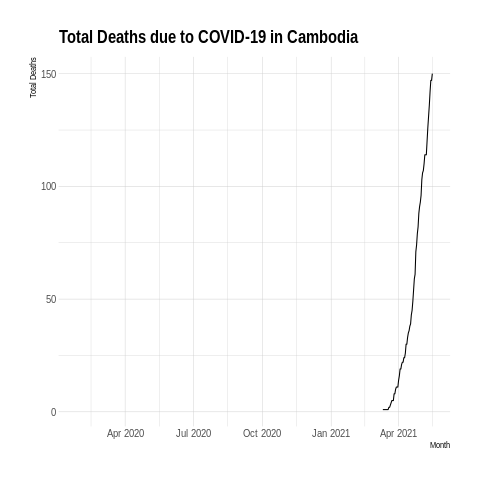 Total Deaths due to COVID-19 in Cambodia
Total Deaths
150
100
50
0
Apr 2020 Jul 2020 Oct 2020 Jan 2021 Apr 2021
Month